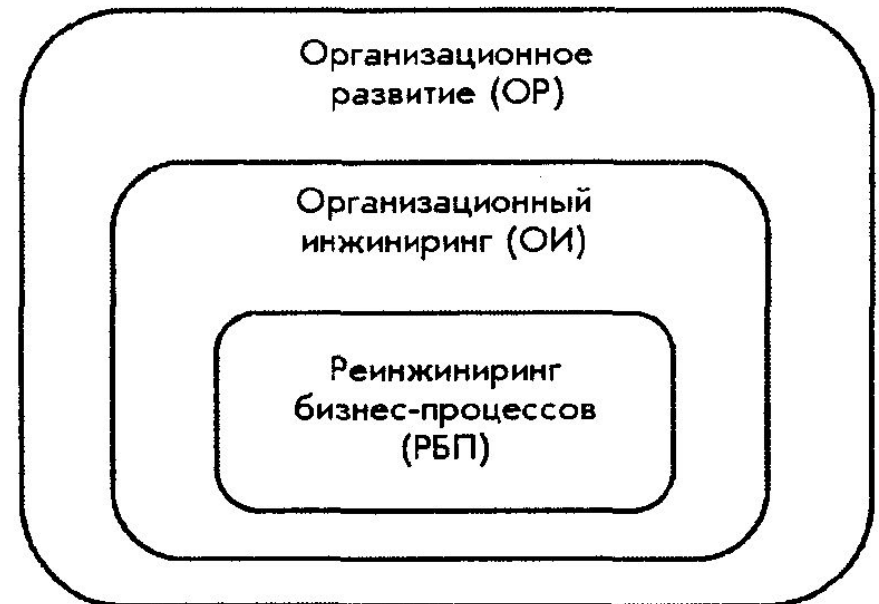 Организационное
развитие (ОР)
Организационный
инжиниринг (ОИ)
Реинжиниринг
бизнес-процессов
(РБП)